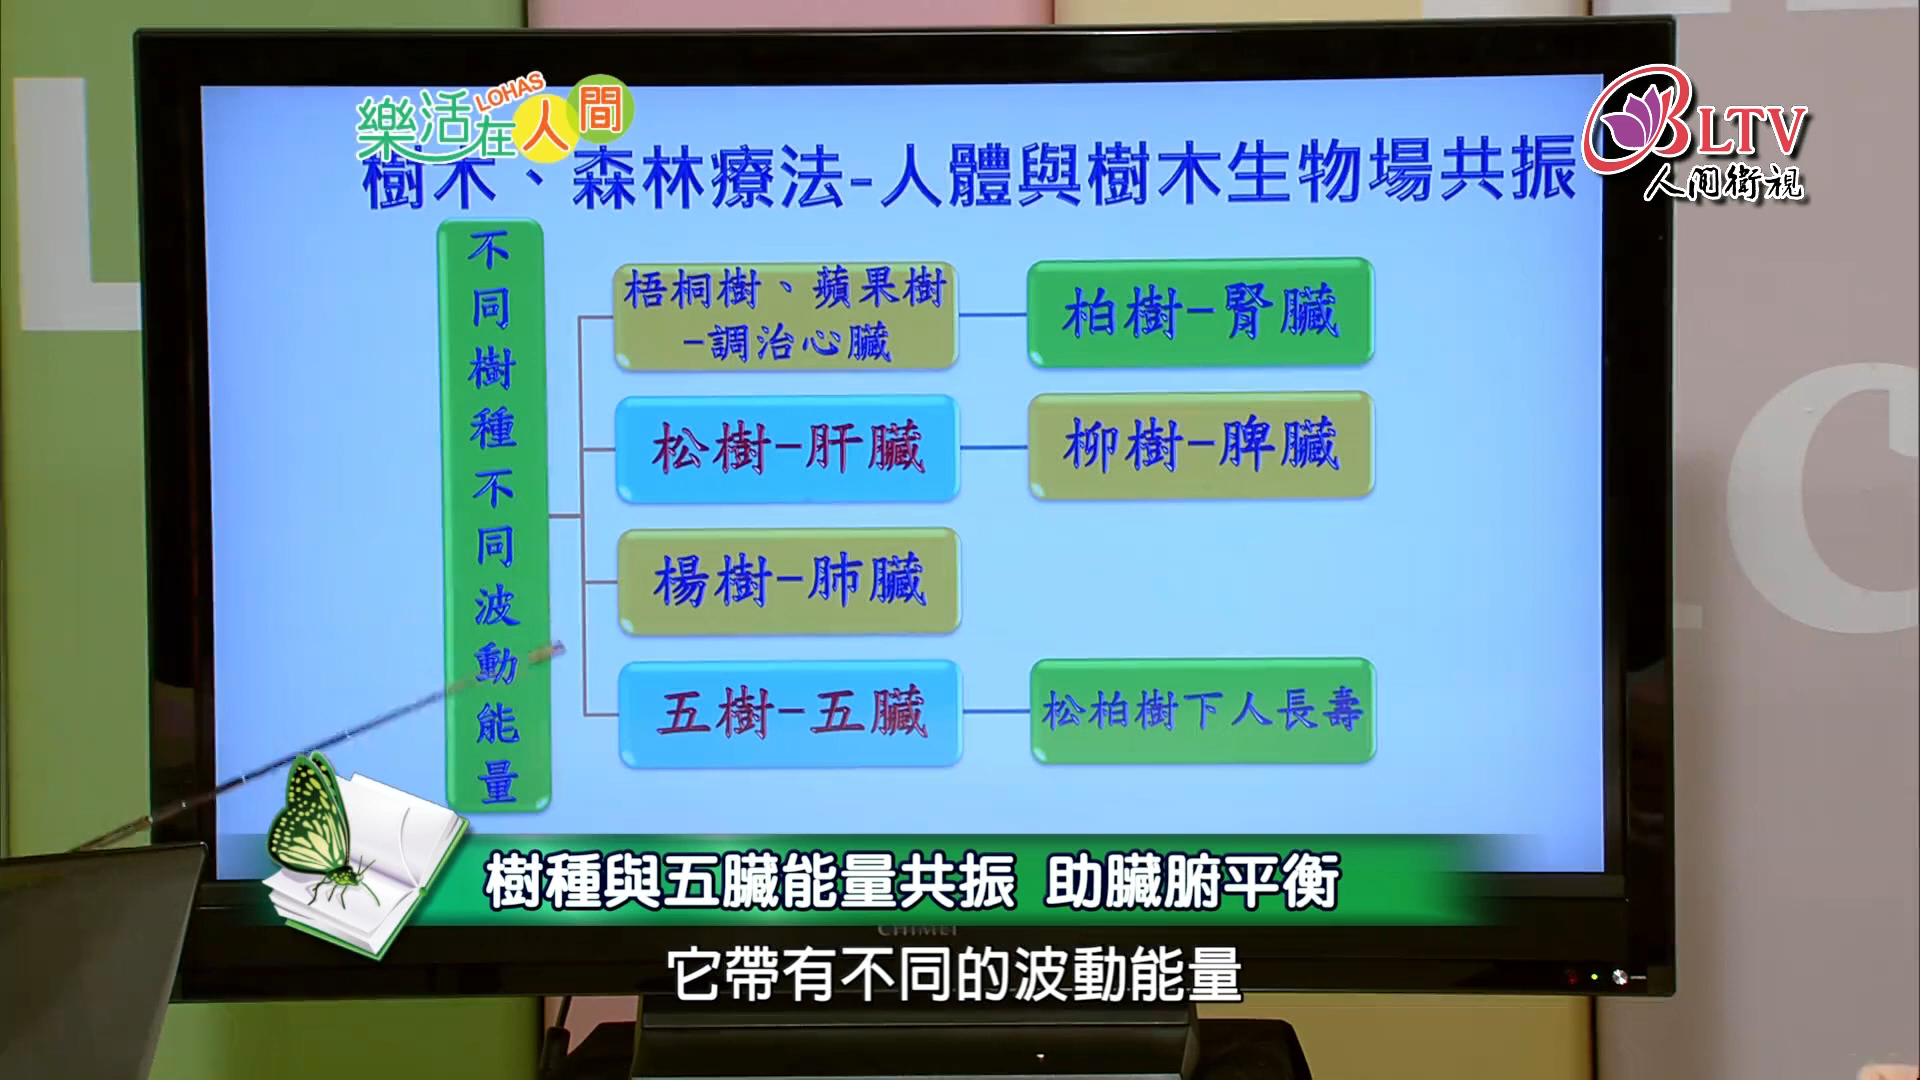 樂活在人間
LOHAS
BLTV
人間衛視
樹木、森林療法-人體與樹木生物場共振
不同樹種不同波動能量
梧桐樹、蘋果樹
-調治心臟
柏樹-腎臟
松樹-肝臟
柳樹-脾臟
楊樹-肺臟
五樹-五臟
松柏樹下人長壽
樹種與五臟能量共振 助臟腑平衡
CHIMEI
它帶有不同的波動能量